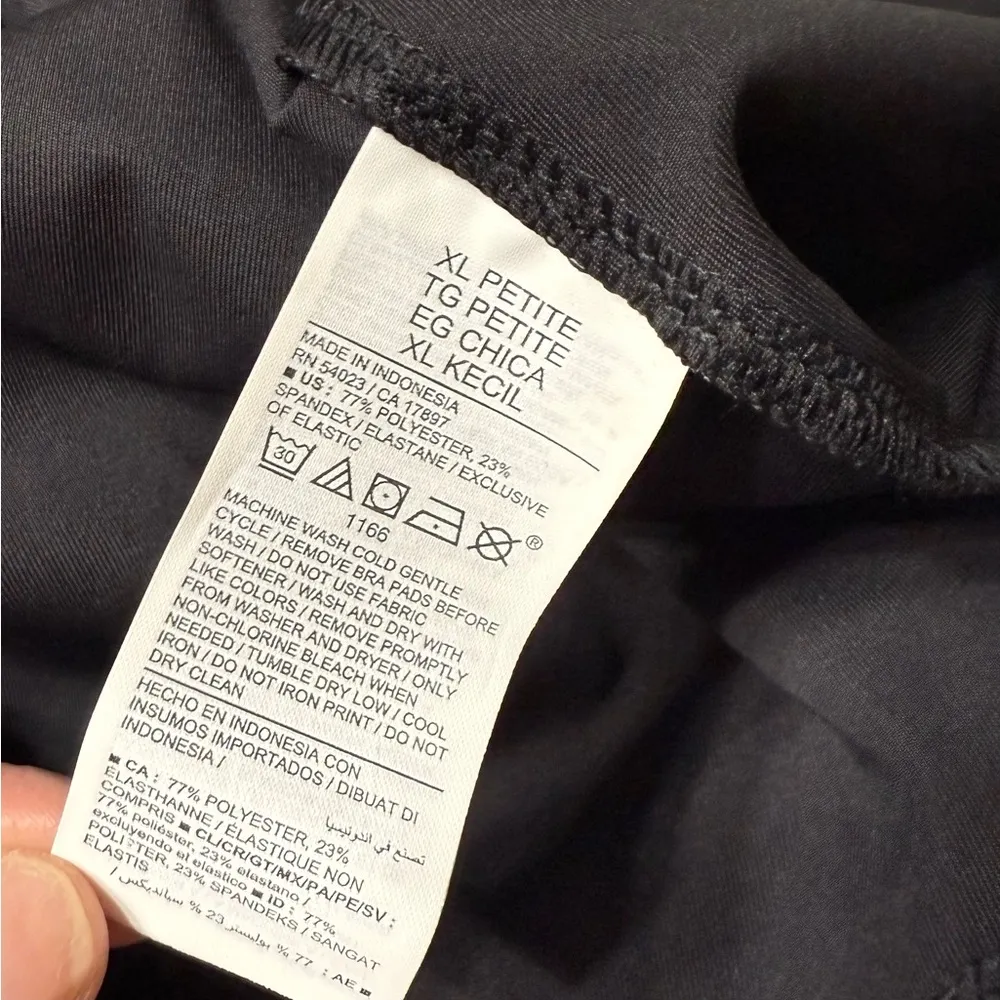 XL PETITE
TG PETITE
EG CHICA
XL KECIL
MADE IN INDONESIA
RN 54023 / CA 17897
US: 77% POLYESTER, 23%
SPANDEX / ELASTANE / EXCLUSIVE
OF ELASTIC
30
®
1166
MACHINE WASH COLD GENTLE
CYCLE / REMOVE BRA PADS BEFORE
WASH / DO NOT USE FABRIC
SOFTENER / WASH AND DRY WITH
LIKE COLORS / REMOVE PROMPTLY
FROM WASHER AND DRYER / ONLY
NON-CHLORINE BLEACH WHEN
NEEDED / TUMBLE DRY LOW / COOL
IRON / DO NOT IRON PRINT / DO NOT
DRY CLEAN
HECHO EN INDONESIA CON
INSUMOS IMPORTADOS / DIBUAT DI
INDONESIA /
تصنع في اندونيسيا
CA: 77% POLYESTER, 23%
ÉLASTHANNE / ÉLASTIQUE NON
COMPRIS CL/CR/GT/MX/PA/PE/SV:
77% poliéster, 23% elastano /
excluyendo el elástico ID: 77%
POLIESTER, 23% SPANDEKS / SANGAT
ELASTIS
AE: 77 % بوليستر 23 % سبانديكس /